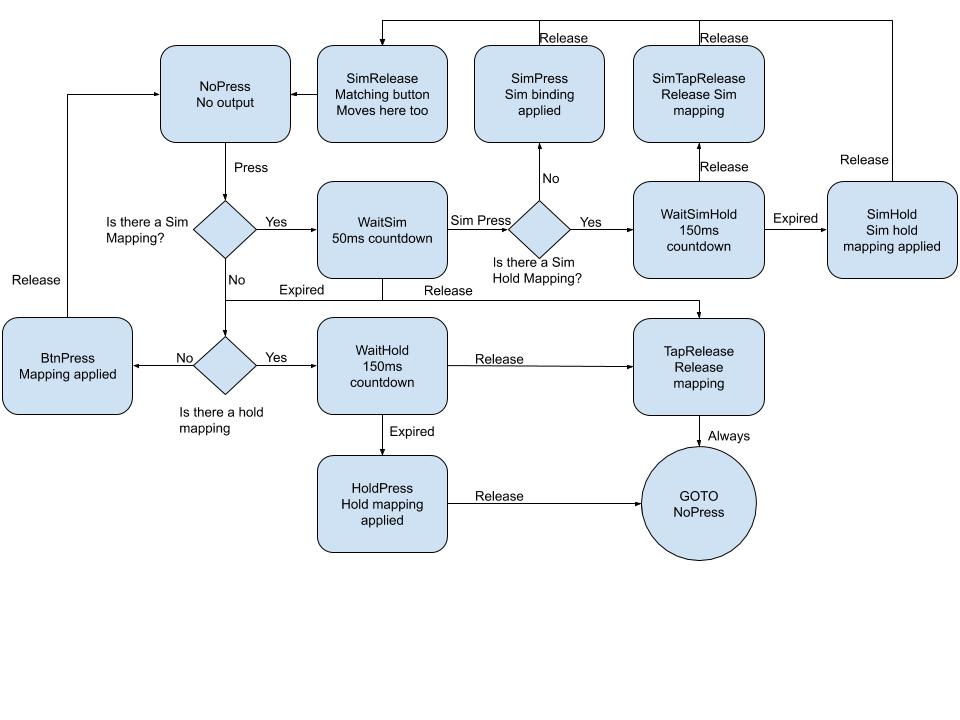 Release
Release
NoPress
No output
SimRelease
Matching button
Moves here too
SimPress
Sim binding
applied
SimTapRelease
Release Sim
mapping
Press
No
Release
Release
Is there a Sim
Mapping?
Yes
WaitSim
50ms countdown
Sim Press
Yes
WaitSimHold
150ms
countdown
Expired
SimHold
Sim hold
mapping applied
Is there a Sim
Hold Mapping?
Release
No
Expired
Release
BtnPress
Mapping applied
No
Yes
WaitHold
150ms
countdown
Release
TapRelease
Release
mapping
Is there a hold
mapping
Expired
Always
HoldPress
Hold mapping
applied
Release
GOTO
NoPress